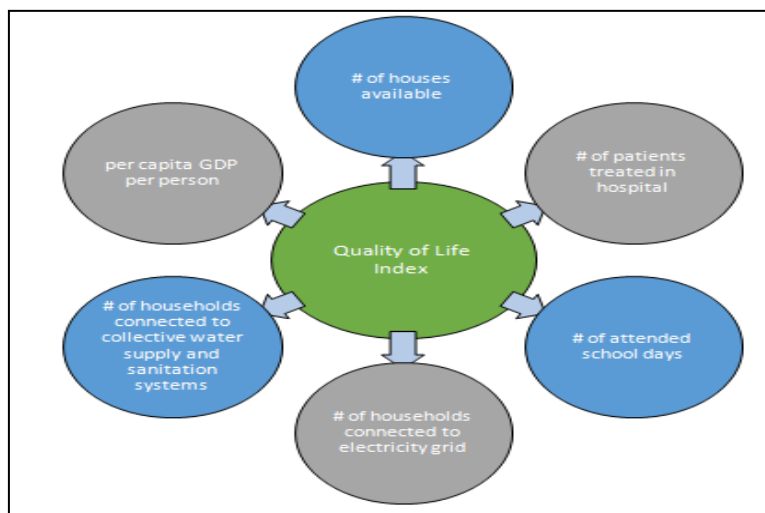 # of houses
available
per capita GDP
per person
# of patients
treated in
hospital
Quality of Life
Index
# of households
connected to
collective water
supply and
sanitation
systems
# of attended
school days
# of households
connected to
electricity grid